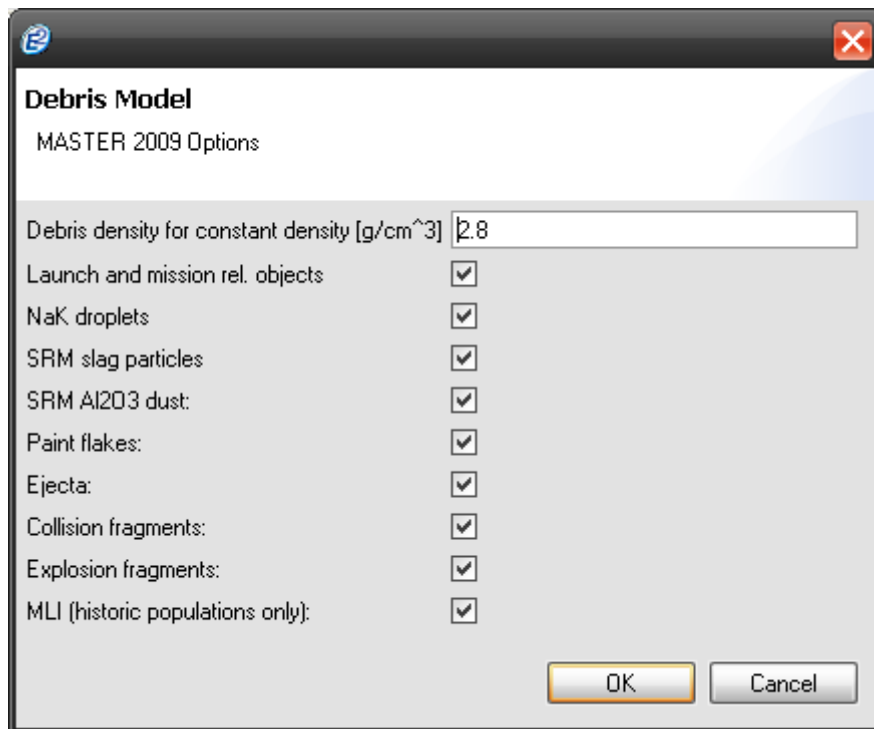 Debris Model
MASTER 2009 Options
Debris density for constant density [g/cm^3] 2.8
Launch and mission rel. objects
NaK droplets
SRM slag particles
SRM Al2O3 dust:
Paint flakes:
Ejecta:
Collision fragments:
Explosion fragments:
MLI (historic populations only):
OK Cancel